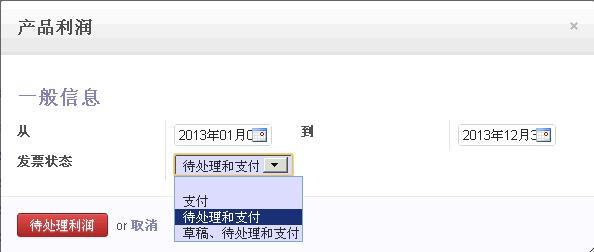 产品利润
×
一般信息
从 2013年01月0 到 2013年12月3
发票状态 待处理和支付
支付
待处理和支付
草稿、待处理和支付
待处理利润 or 取消